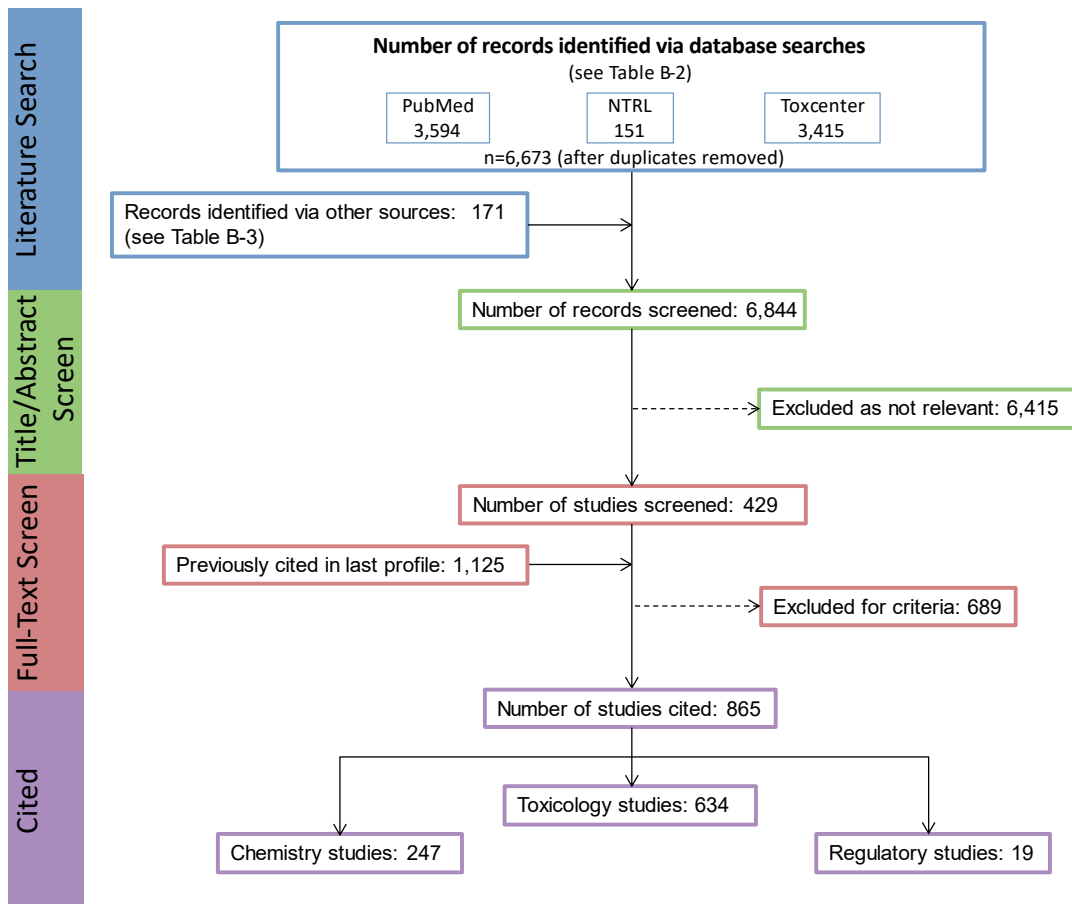 Literature Search
Number of records identified via database searches
(see Table B-2)
PubMed
3,594
NTRL
151
Toxcenter
3,415
n=6,673 (after duplicates removed)
Records identified via other sources: 171
(see Table B-3)
Title/Abstract
Screen
Number of records screened: 6,844
Excluded as not relevant: 6,415
Full-Text Screen
Number of studies screened: 429
Previously cited in last profile: 1,125
Excluded for criteria: 689
Cited
Number of studies cited: 865
Toxicology studies: 634
Chemistry studies: 247
Regulatory studies: 19